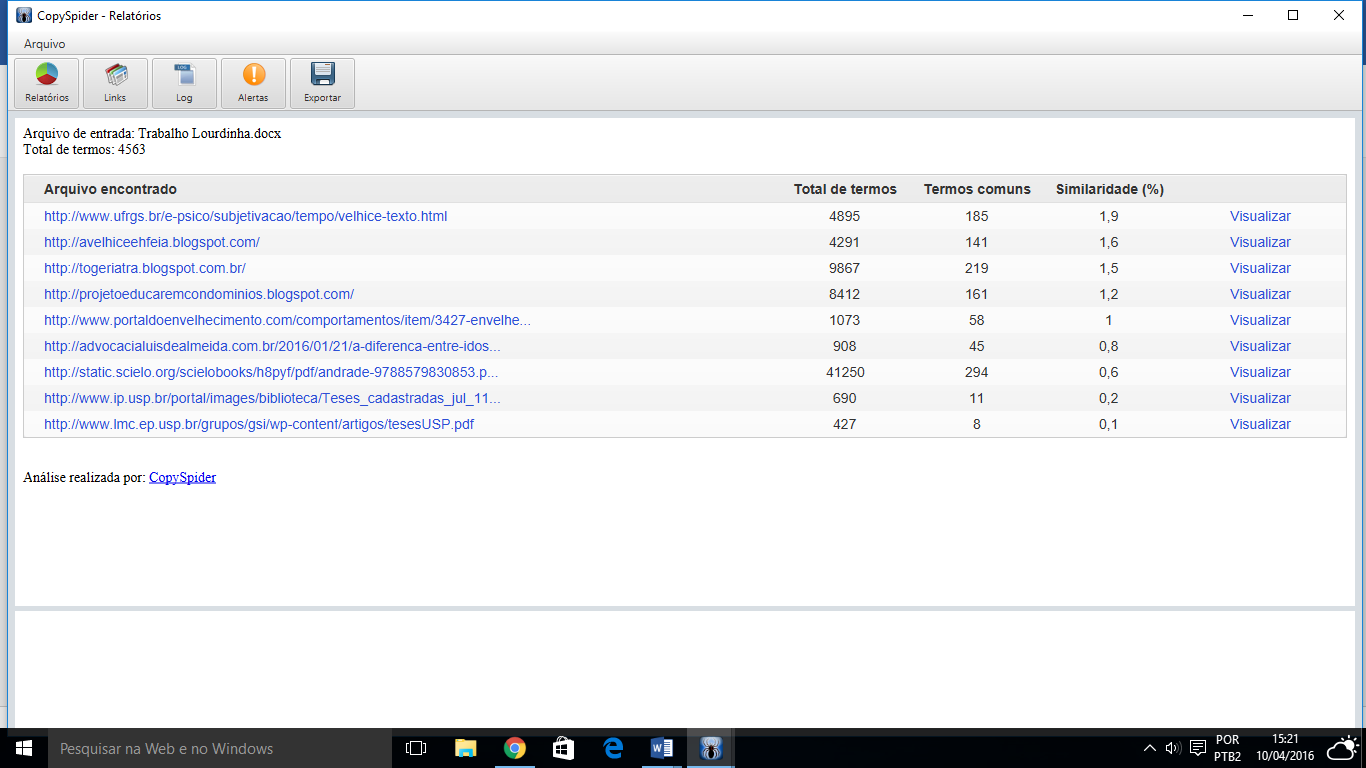 CopySpider - Relatórios
Arquivo
Relatórios Links Log Alertas Exportar
Arquivo de entrada: Trabalho Lourdinha.docx
Total de termos: 4563
Arquivo encontrado Total de termos Termos comuns Similaridade (%)
http://www.ufrgs.br/e-psico/subjetivacao/tempo/velhice-texto.html 4895 185 1,9 Visualizar
http://avelhiceehfeia.blogspot.com/ 4291 141 1,6 Visualizar
http://togeriatra.blogspot.com.br/ 9867 219 1,5 Visualizar
http://projetoeducaremcondominios.blogspot.com/ 8412 161 1,2 Visualizar
http://www.portaldoenvelhecimento.com/comportamentos/item/3427-envelhe... 1073 58 1 Visualizar
http://advocacialuisdealmeida.com.br/2016/01/21/a-diferenca-entre-idos... 908 45 0,8 Visualizar
http://static.scielo.org/scielobooks/h8pyf/pdf/andrade-9788579830853.p... 41250 294 0,6 Visualizar
http://www.ip.usp.br/portal/images/biblioteca/Teses_cadastradas_jul_11... 690 11 0,2 Visualizar
http://www.lmc.ep.usp.br/grupos/gsi/wp-content/artigos/tesesUSP.pdf 427 8 0,1 Visualizar
Análise realizada por: CopySpider
Pesquisar na Web e no Windows
POR 15:21
PTB2 10/04/2016